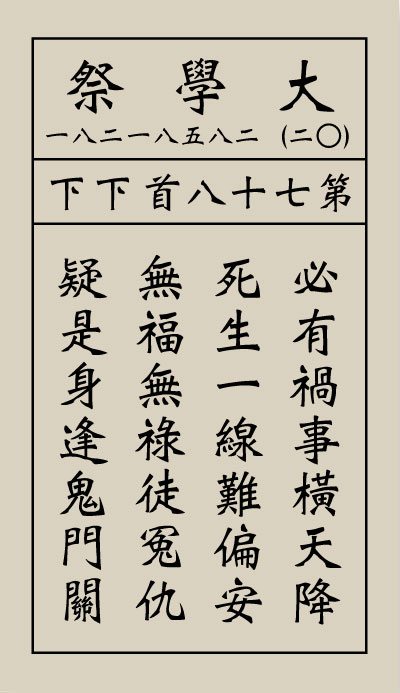 大學祭
(〇二)二八五八一二八一
第七十八首下下
必有禍事橫天降
死生一線難偏安
無福無祿徒冤仇
疑是身逢鬼門關